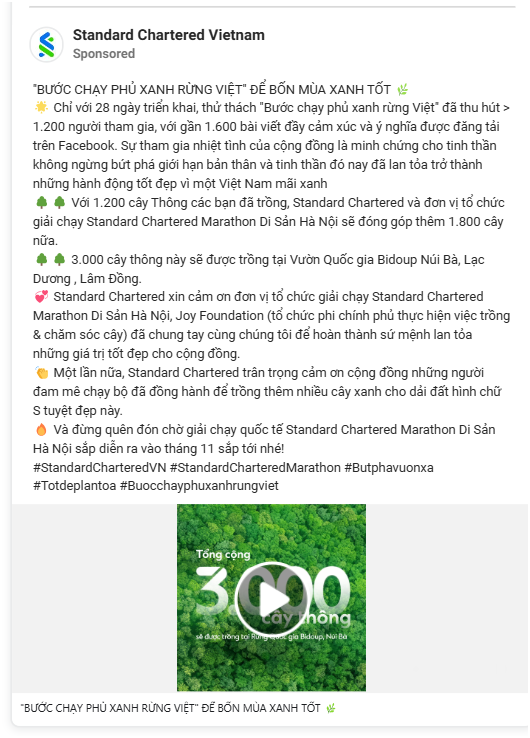 Standard Chartered Vietnam
Sponsored
"BƯỚC CHẠY PHỦ XANH RỪNG VIỆT" ĐỂ BỐN MÙA XANH TỐT 🌿
🌟 Chỉ với 28 ngày triển khai, thử thách "Bước chạy phủ xanh rừng Việt" đã thu hút >
1.200 người tham gia, với gần 1.600 bài viết đầy cảm xúc và ý nghĩa được đăng tải
trên Facebook. Sự tham gia nhiệt tình của cộng đồng là minh chứng cho tinh thần
không ngừng bứt phá giới hạn bản thân và tinh thần đó nay đã lan tỏa trở thành
những hành động tốt đẹp vì một Việt Nam mãi xanh
🌳 🌳 Với 1.200 cây Thông các bạn đã trồng, Standard Chartered và đơn vị tổ chức
giải chạy Standard Chartered Marathon Di Sản Hà Nội sẽ đóng góp thêm 1.800 cây
nữa.
🌳 🌳 3.000 cây thông này sẽ được trồng tại Vườn Quốc gia Bidoup Núi Bà, Lạc
Dương , Lâm Đồng.
💞 Standard Chartered xin cảm ơn đơn vị tổ chức giải chạy Standard Chartered
Marathon Di Sản Hà Nội, Joy Foundation (tổ chức phi chính phủ thực hiện việc trồng
& chăm sóc cây) đã chung tay cùng chúng tôi để hoàn thành sứ mệnh lan tỏa
những giá trị tốt đẹp cho cộng đồng.
👏 Một lần nữa, Standard Chartered trân trọng cảm ơn cộng đồng những người
đam mê chạy bộ đã đồng hành để trồng thêm nhiều cây xanh cho dải đất hình chữ
S tuyệt đẹp này.
🔥 Và đừng quên đón chờ giải chạy quốc tế Standard Chartered Marathon Di Sản
Hà Nội sắp diễn ra vào tháng 11 sắp tới nhé!
#StandardCharteredVN #StandardCharteredMarathon #Butphavuonxa
#Totdeplantoa #Buocchayphuxanhrungviet
Tổng cộng
3.000
cây thông
sẽ được trồng tại Rừng Quốc gia Bidoup, Núi Bà
"BƯỚC CHẠY PHỦ XANH RỪNG VIỆT" ĐỂ BỐN MÙA XANH TỐT 🌿